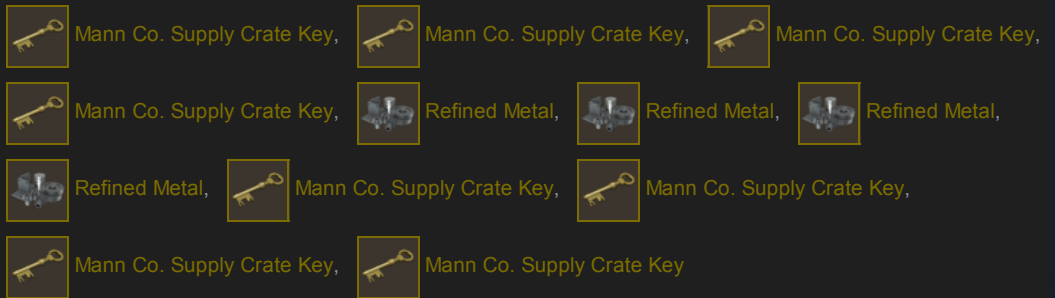 Mann Co. Supply Crate Key, Mann Co. Supply Crate Key, Mann Co. Supply Crate Key,
Mann Co. Supply Crate Key, Refined Metal, Refined Metal, Refined Metal,
Refined Metal, Mann Co. Supply Crate Key, Mann Co. Supply Crate Key,
Mann Co. Supply Crate Key, Mann Co. Supply Crate Key